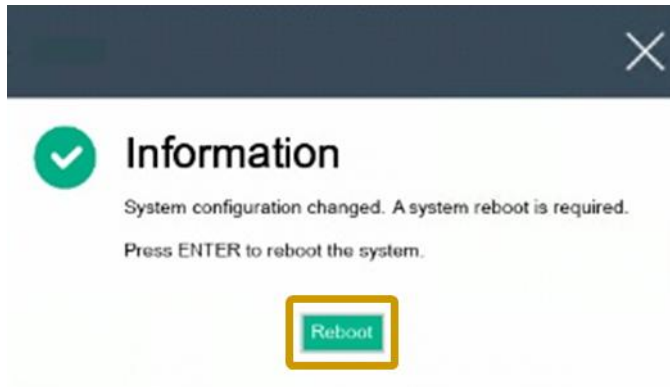 Information
System configuration changed. A system reboot is required.
Press ENTER to reboot the system.
Reboot